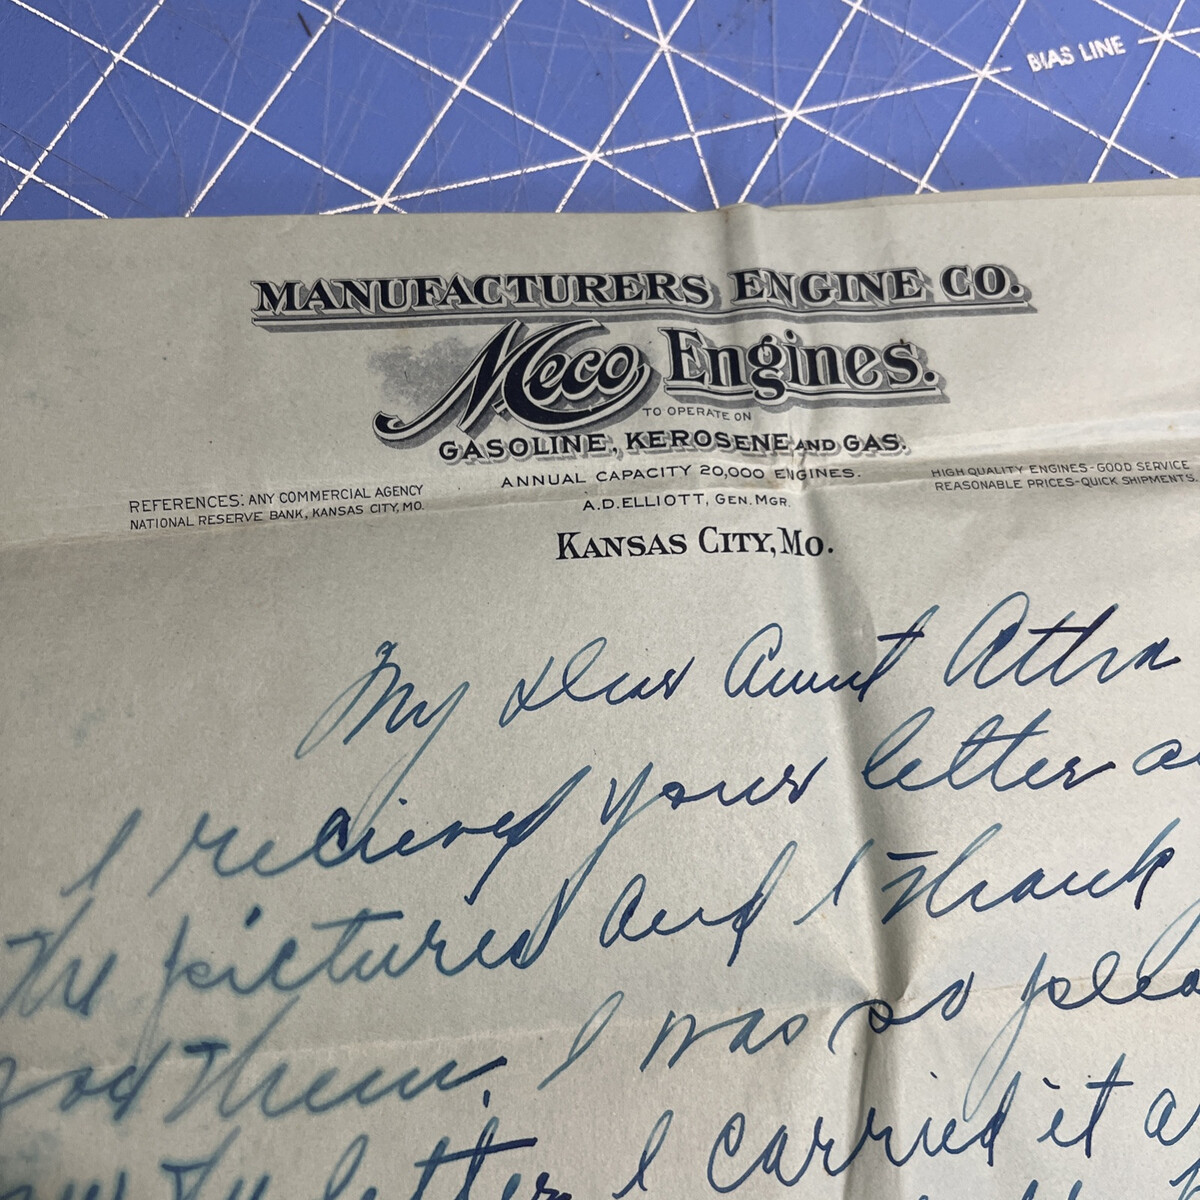 BIAS LINE
MANUFACTURERS ENGINE CO.
Meco Engines.
TO OPERATE ON
GASOLINE, KEROSENE AND GAS.
ANNUAL CAPACITY 20,000 ENGINES.
A.D. ELLIOTT, GEN. MGR.
REFERENCES: ANY COMMERCIAL AGENCY
NATIONAL RESERVE BANK, KANSAS CITY, MO.
HIGH QUALITY ENGINES-GOOD SERVICE
REASONABLE PRICES-QUICK SHIPMENTS.
KANSAS CITY, MO.
My dear Aunt Attra
I recieved your letter
the pictures and I thank
them. I was so
letter I carried it